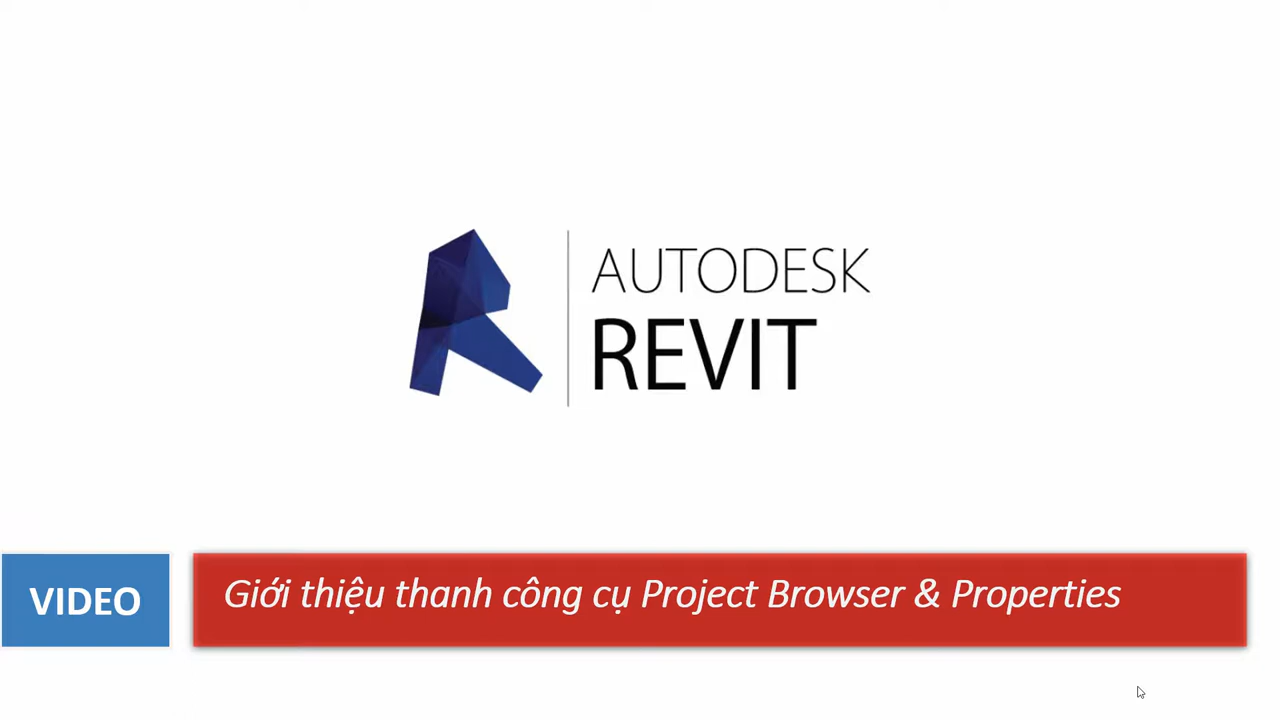 AUTODESK
REVIT
VIDEO
Giới thiệu thanh công cụ Project Browser & Properties